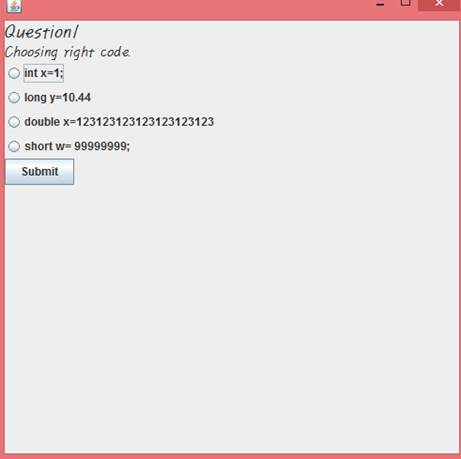 Question1
Choosing right code.
int x=1;
long y=10.44
double x=123123123123123123123
short w= 99999999;
Submit